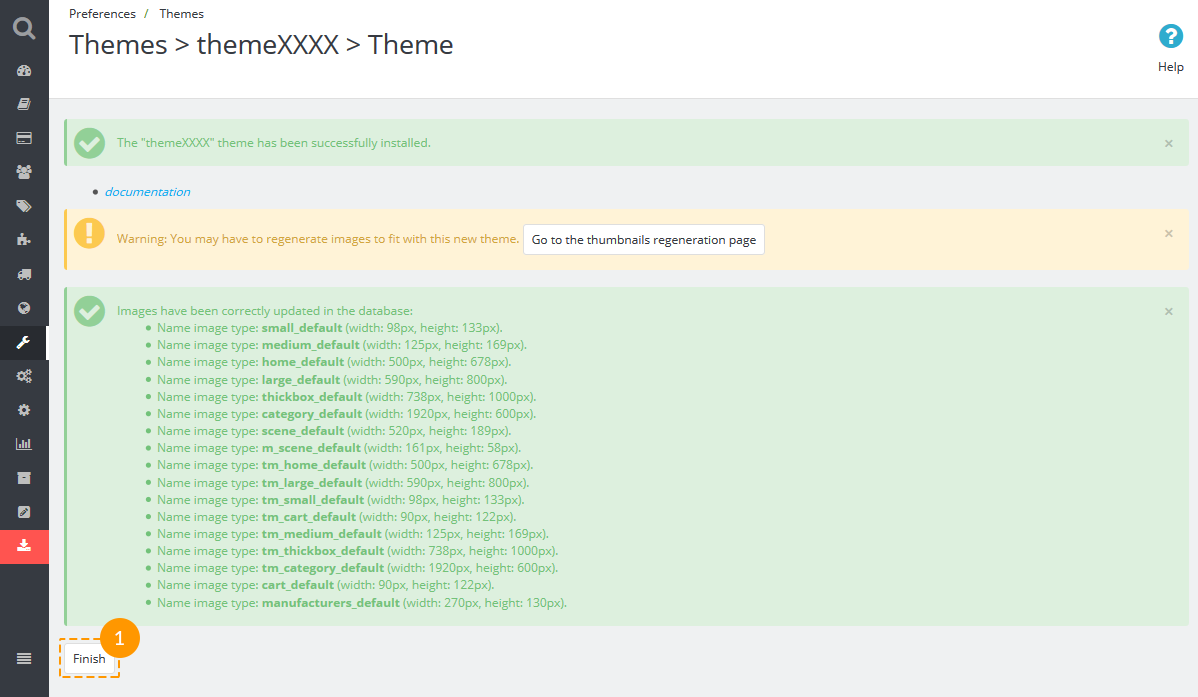 Preferences / Themes
Themes > themeXXXX > Theme
?
Help
The "themeXXXX" theme has been successfully installed. ×
• documentation
! Warning: You may have to regenerate images to fit with this new theme. Go to the thumbnails regeneration page ×
Images have been correctly updated in the database: ×
• Name image type: small_default (width: 98px, height: 133px).
• Name image type: medium_default (width: 125px, height: 169px).
• Name image type: home_default (width: 500px, height: 678px).
• Name image type: large_default (width: 590px, height: 800px).
• Name image type: thickbox_default (width: 738px, height: 1000px).
• Name image type: category_default (width: 1920px, height: 600px).
• Name image type: scene_default (width: 520px, height: 189px).
• Name image type: m_scene_default (width: 161px, height: 58px).
• Name image type: tm_home_default (width: 500px, height: 678px).
• Name image type: tm_large_default (width: 590px, height: 800px).
• Name image type: tm_small_default (width: 98px, height: 133px).
• Name image type: tm_cart_default (width: 90px, height: 122px).
• Name image type: tm_medium_default (width: 125px, height: 169px).
• Name image type: tm_thickbox_default (width: 738px, height: 1000px).
• Name image type: tm_category_default (width: 1920px, height: 600px).
• Name image type: cart_default (width: 90px, height: 122px).
• Name image type: manufacturers_default (width: 270px, height: 130px).
1
Finish